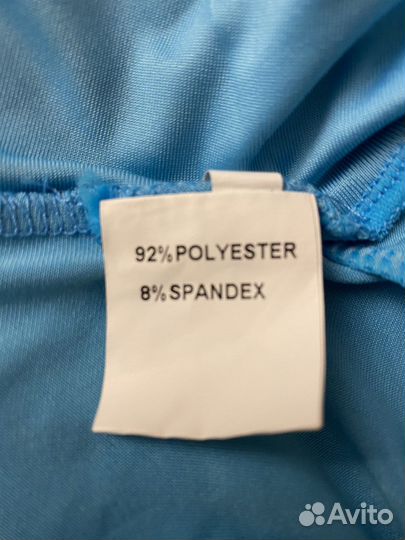 92% POLYESTER
8% SPANDEX
Avito